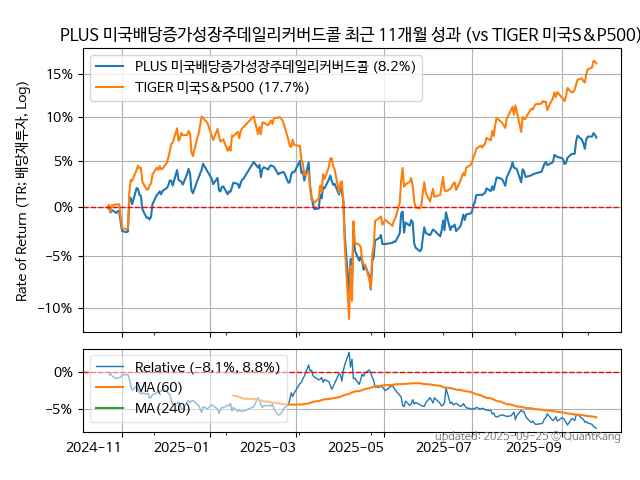 PLUS 미국배당증가성장주데일리커버드콜 최근 11개월 성과 (vs TIGER 미국S&P500)
Rate of Return (TR: 배당재투자, Log)
PLUS 미국배당증가성장주데일리커버드콜 (8.2%)
TIGER 미국S&P500 (17.7%)
15%
10%
5%
0%
−5%
−10%
Relative (−8.1%, 8.8%)
MA(60)
MA(240)
0%
−5%
updated: 2025-09-25 © QuantKang
2024-11
2025-01
2025-03
2025-05
2025-07
2025-09